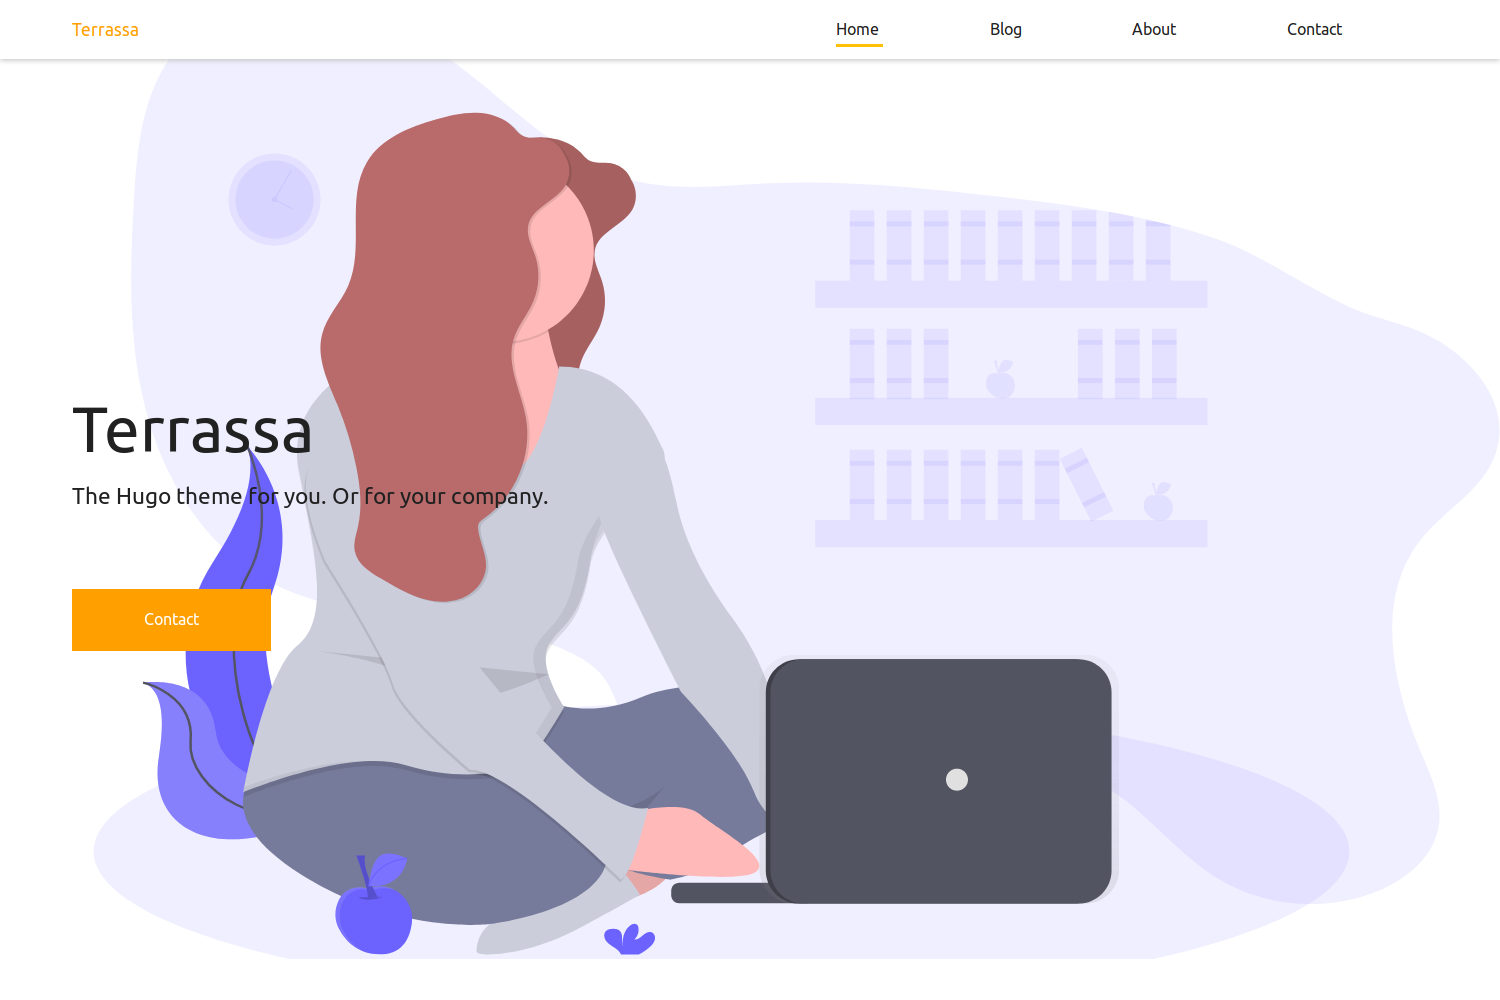 Terrassa
Home
Blog
About
Contact
Terrassa
The Hugo theme for you. Or for your company.
Contact